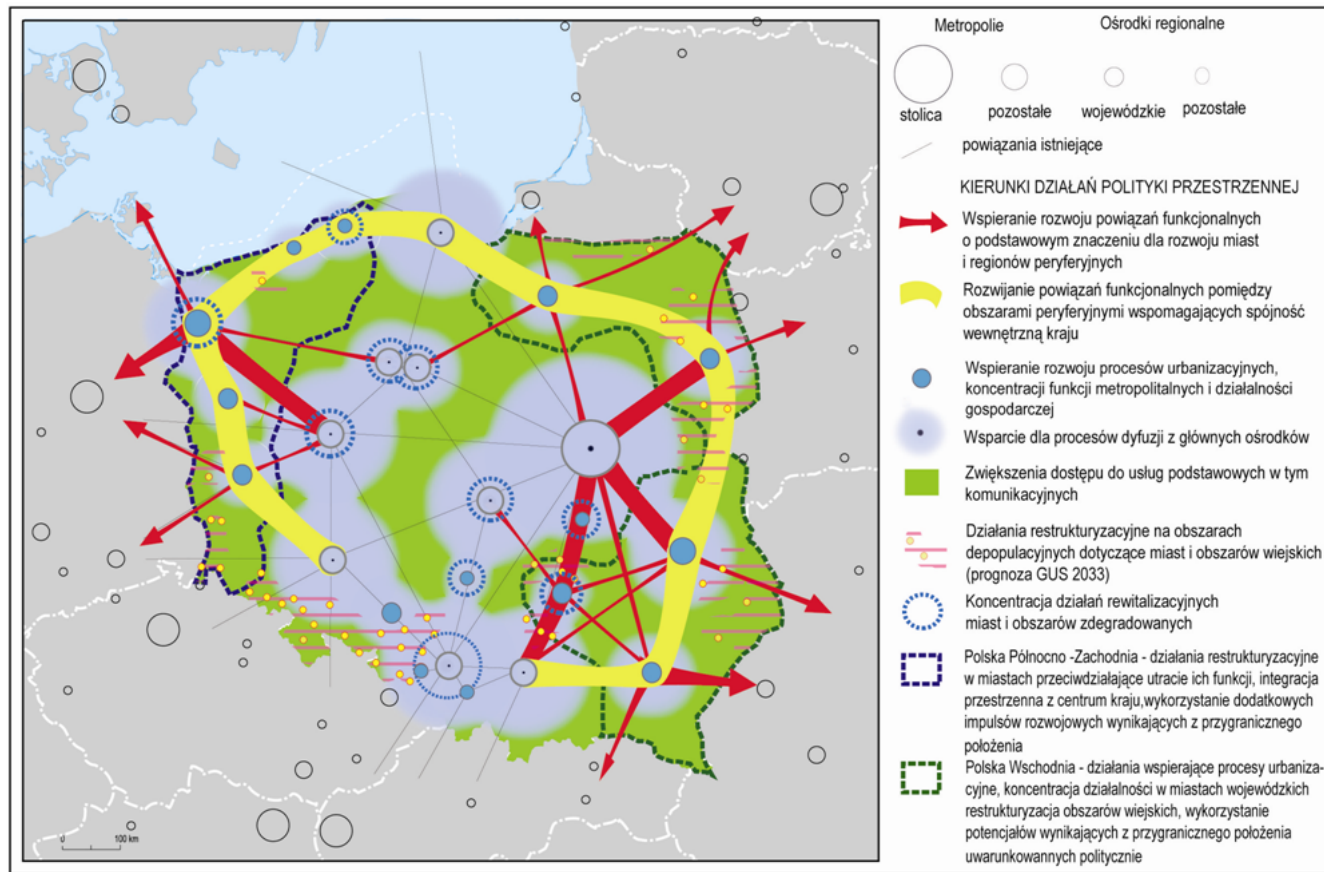 Metropolie Ośrodki regionalne
stolica pozostałe wojewódzkie pozostałe
powiązania istniejące
KIERUNKI DZIAŁAŃ POLITYKI PRZESTRZENNEJ
Wspieranie rozwoju powiązań funkcjonalnych
o podstawowym znaczeniu dla rozwoju miast
i regionów peryferyjnych
Rozwijanie powiązań funkcjonalnych pomiędzy
obszarami peryferyjnymi wspomagających spójność
wewnętrzną kraju
Wspieranie rozwoju procesów urbanizacyjnych,
koncentracji funkcji metropolitalnych i działalności
gospodarczej
Wsparcie dla procesów dyfuzji z głównych ośrodków
Zwiększenia dostępu do usług podstawowych w tym
komunikacyjnych
Działania restrukturyzacyjne na obszarach
depopulacyjnych dotyczące miast i obszarów wiejskich
(prognoza GUS 2033)
Koncentracja działań rewitalizacyjnych
miast i obszarów zdegradowanych
Polska Północno -Zachodnia - działania restrukturyzacyjne
w miastach przeciwdziałające utracie ich funkcji, integracja
przestrzenna z centrum kraju,wykorzystanie dodatkowych
impulsów rozwojowych wynikających z przygranicznego
położenia
Polska Wschodnia - działania wspierające procesy urbaniza-
cyjne, koncentracja działalności w miastach wojewódzkich
restrukturyzacja obszarów wiejskich, wykorzystanie
potencjałów wynikających z przygranicznego położenia
uwarunkowannych politycznie
0 100 km